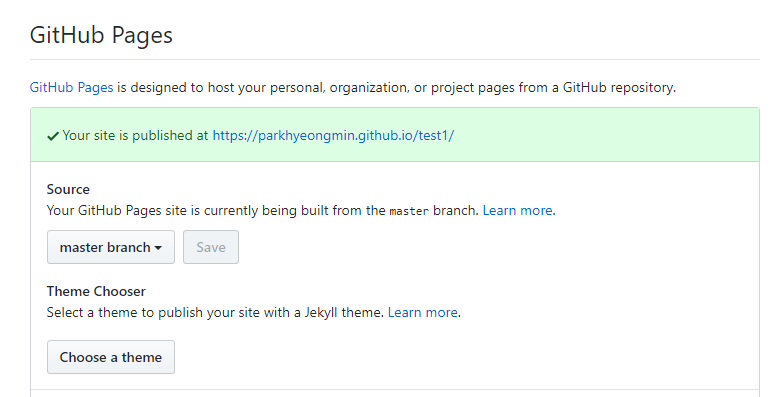 GitHub Pages
GitHub Pages is designed to host your personal, organization, or project pages from a GitHub repository.
Your site is published at https://parkhyeongmin.github.io/test1/
Source
Your GitHub Pages site is currently being built from the master branch. Learn more.
master branch Save
Theme Chooser
Select a theme to publish your site with a Jekyll theme. Learn more.
Choose a theme